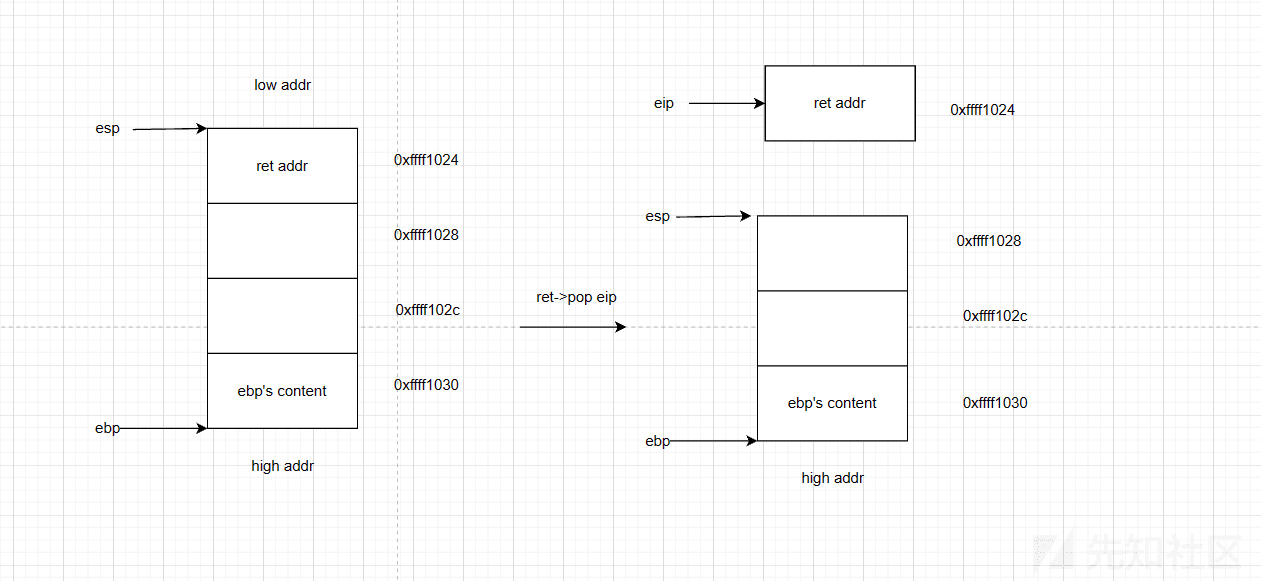 low addr
esp
ret addr
0xffff1024
0xffff1028
0xffff102c
ebp's content
0xffff1030
ebp
high addr
ret->pop eip
eip
ret addr
0xffff1024
esp
0xffff1028
0xffff102c
ebp's content
0xffff1030
ebp
high addr
先知社区